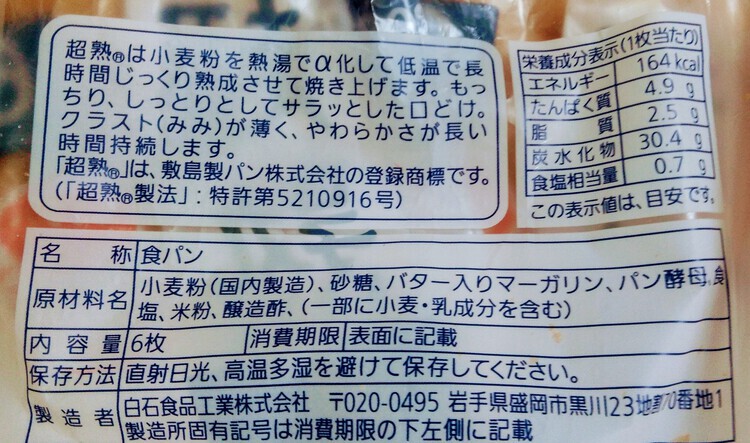 超熟®は小麦粉を熱湯でα化して低温で長
時間じっくり熟成させて焼き上げます。もっ
ちり、しっとりとしてサラッとした口どけ。
クラスト(みみ)が薄く、やわらかさが長い
時間持続します。
「超熟®」は、敷島製パン株式会社の登録商標です。
(「超熟®製法」:特許第5210916号)
栄養成分表示(1枚当たり)
エネルギー 164kcal
たんぱく質 4.9g
脂質 2.5g
炭水化物 30.4g
食塩相当量 0.7g
この表示値は、目安です。
名称 食パン
原材料名 小麦粉(国内製造)、砂糖、バター入りマーガリン、パン酵母、食
塩、米粉、醸造酢、(一部に小麦・乳成分を含む)
内容量 6枚 消費期限 表面に記載
保存方法 直射日光、高温多湿を避けて保存してください。
製造者 白石食品工業株式会社 〒020-0495 岩手県盛岡市黒川23地割70番地1
製造所固有記号は消費期限の下左側に記載